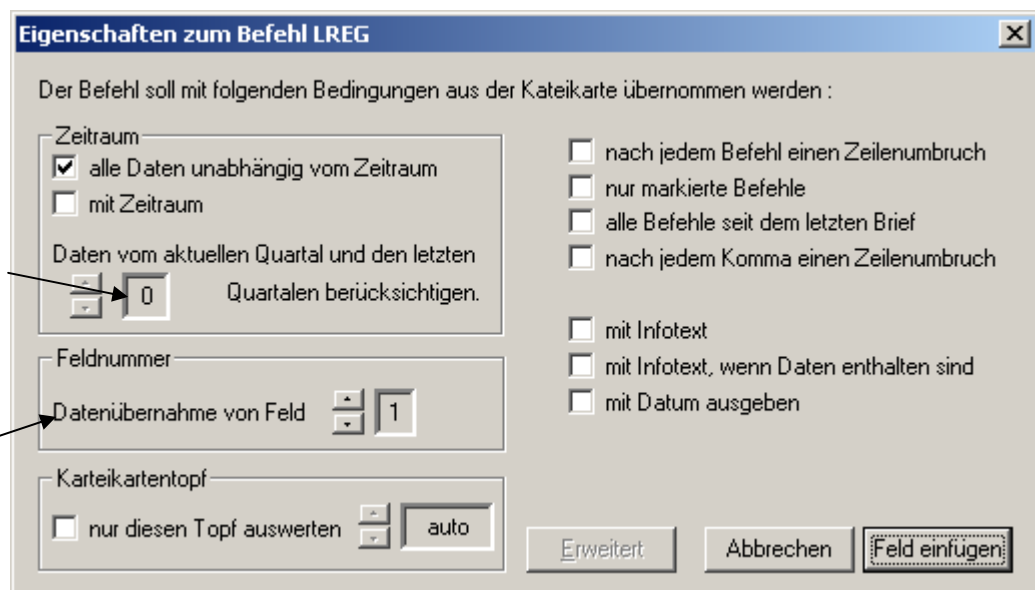 Eigenschaften zum Befehl LREG
Der Befehl soll mit folgenden Bedingungen aus der Kateikarte übernommen werden :
Zeitraum
alle Daten unabhängig vom Zeitraum
mit Zeitraum
Daten vom aktuellen Quartal und den letzten
0 Quartalen berücksichtigen.
Feldnummer
Datenübernahme von Feld 1
Karteikartentopf
nur diesen Topf auswerten auto
nach jedem Befehl einen Zeilenumbruch
nur markierte Befehle
alle Befehle seit dem letzten Brief
nach jedem Komma einen Zeilenumbruch
mit Infotext
mit Infotext, wenn Daten enthalten sind
mit Datum ausgeben
Erweitert Abbrechen Feld einfügen